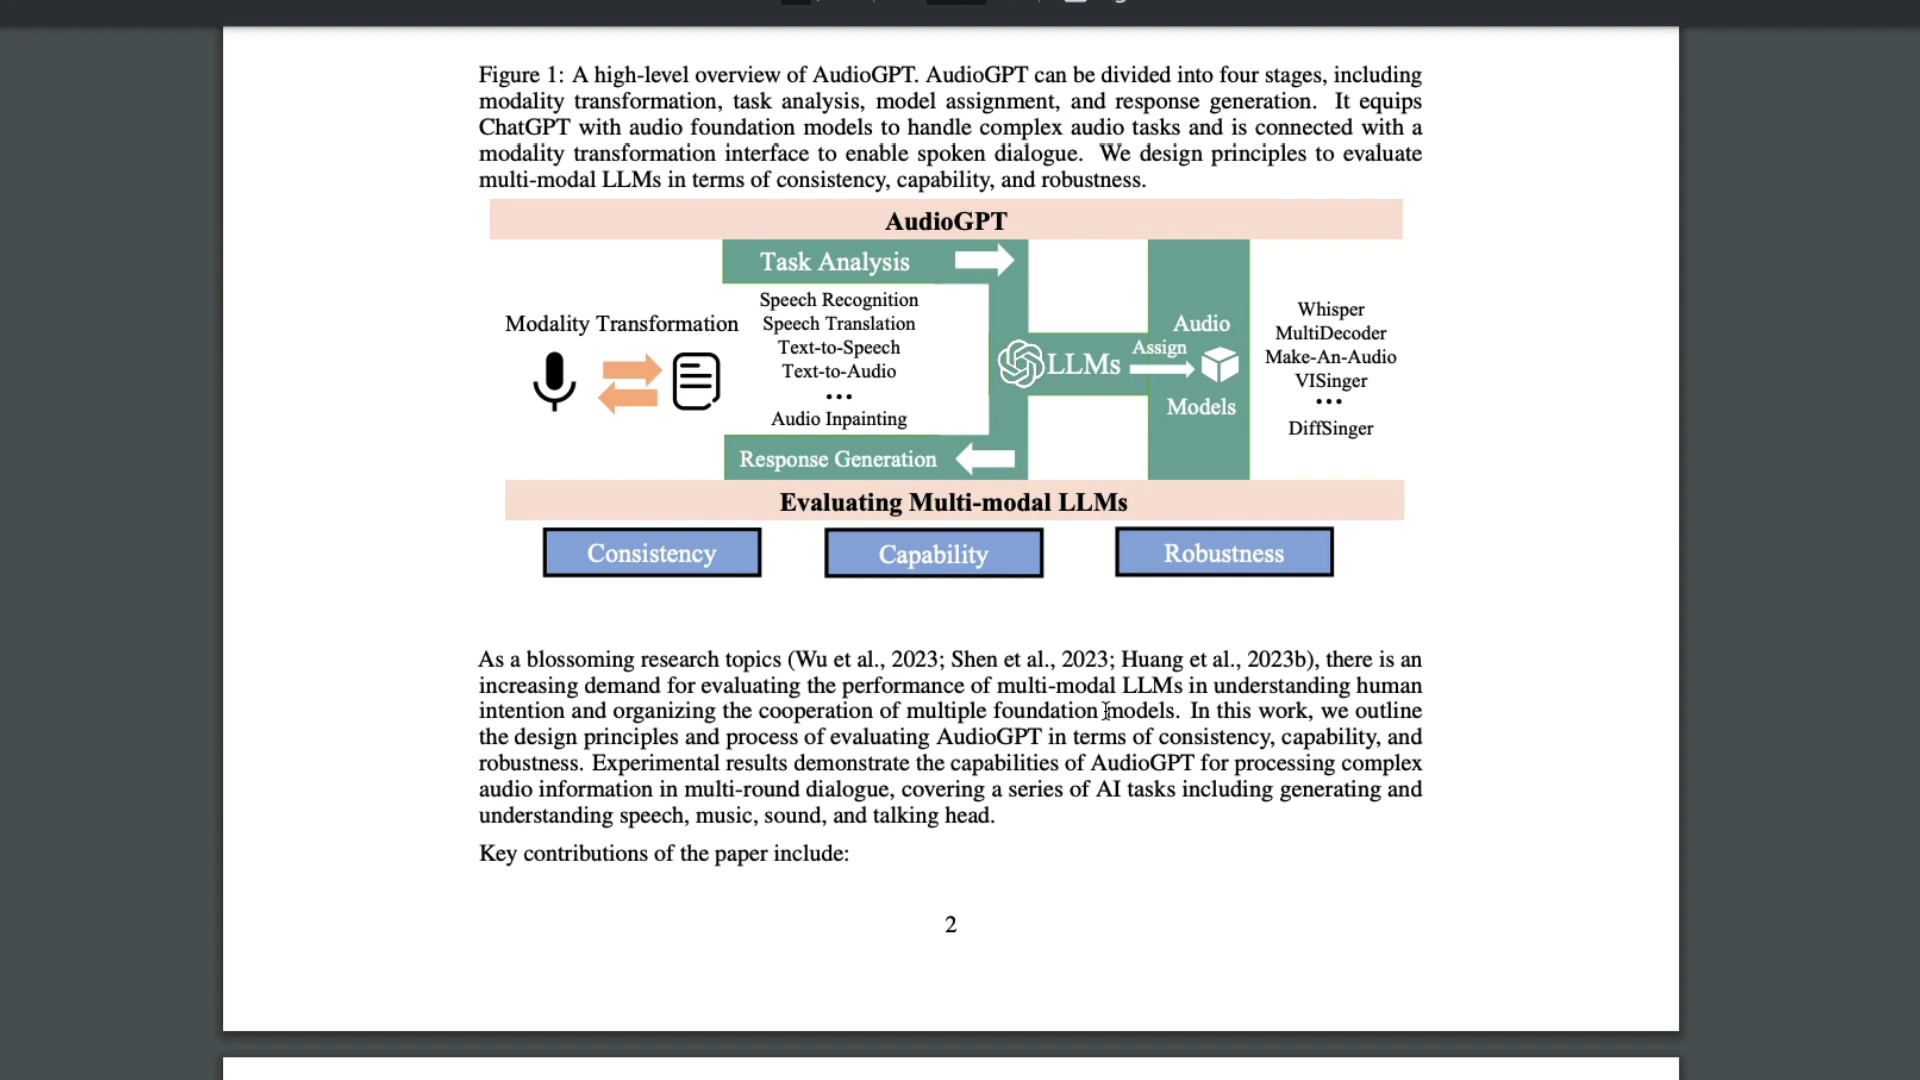 Figure 1: A high-level overview of AudioGPT. AudioGPT can be divided into four stages, including
modality transformation, task analysis, model assignment, and response generation. It equips
ChatGPT with audio foundation models to handle complex audio tasks and is connected with a
modality transformation interface to enable spoken dialogue. We design principles to evaluate
multi-modal LLMs in terms of consistency, capability, and robustness.
AudioGPT
Task Analysis
Modality Transformation
Speech Recognition
Speech Translation
Text-to-Speech
Text-to-Audio
...
Audio Inpainting
Response Generation
LLMs
Assign
Audio
Models
Whisper
MultiDecoder
Make-An-Audio
VISinger
...
DiffSinger
Evaluating Multi-modal LLMs
Consistency
Capability
Robustness
As a blossoming research topics (Wu et al., 2023; Shen et al., 2023; Huang et al., 2023b), there is an
increasing demand for evaluating the performance of multi-modal LLMs in understanding human
intention and organizing the cooperation of multiple foundation models. In this work, we outline
the design principles and process of evaluating AudioGPT in terms of consistency, capability, and
robustness. Experimental results demonstrate the capabilities of AudioGPT for processing complex
audio information in multi-round dialogue, covering a series of AI tasks including generating and
understanding speech, music, sound, and talking head.
Key contributions of the paper include:
2